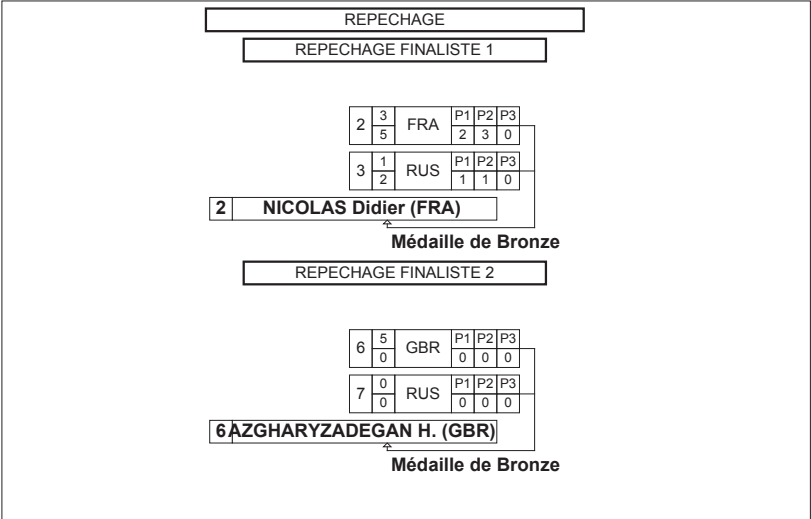 REPECHAGE
REPECHAGE FINALISTE 1
2 3 FRA P1 P2 P3
5 2 3 0
3 1 RUS P1 P2 P3
2 1 1 0
2 NICOLAS Didier (FRA)
Médaille de Bronze
REPECHAGE FINALISTE 2
6 5 GBR P1 P2 P3
0 0 0 0
7 0 RUS P1 P2 P3
0 0 0 0
6 AZGHARYZADEGAN H. (GBR)
Médaille de Bronze